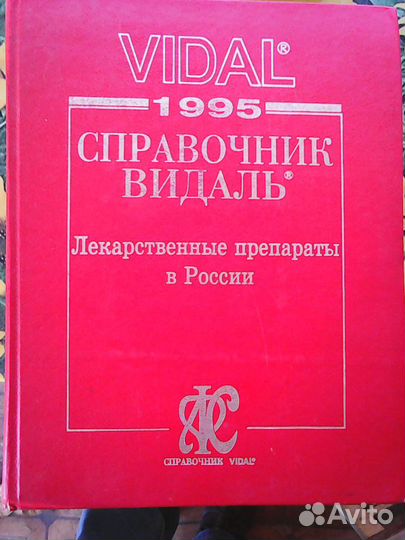 VIDAL®
1995
СПРАВОЧНИК
ВИДАЛЬ®
Лекарственные препараты
в России
СПРАВОЧНИК VIDAL®
Avito